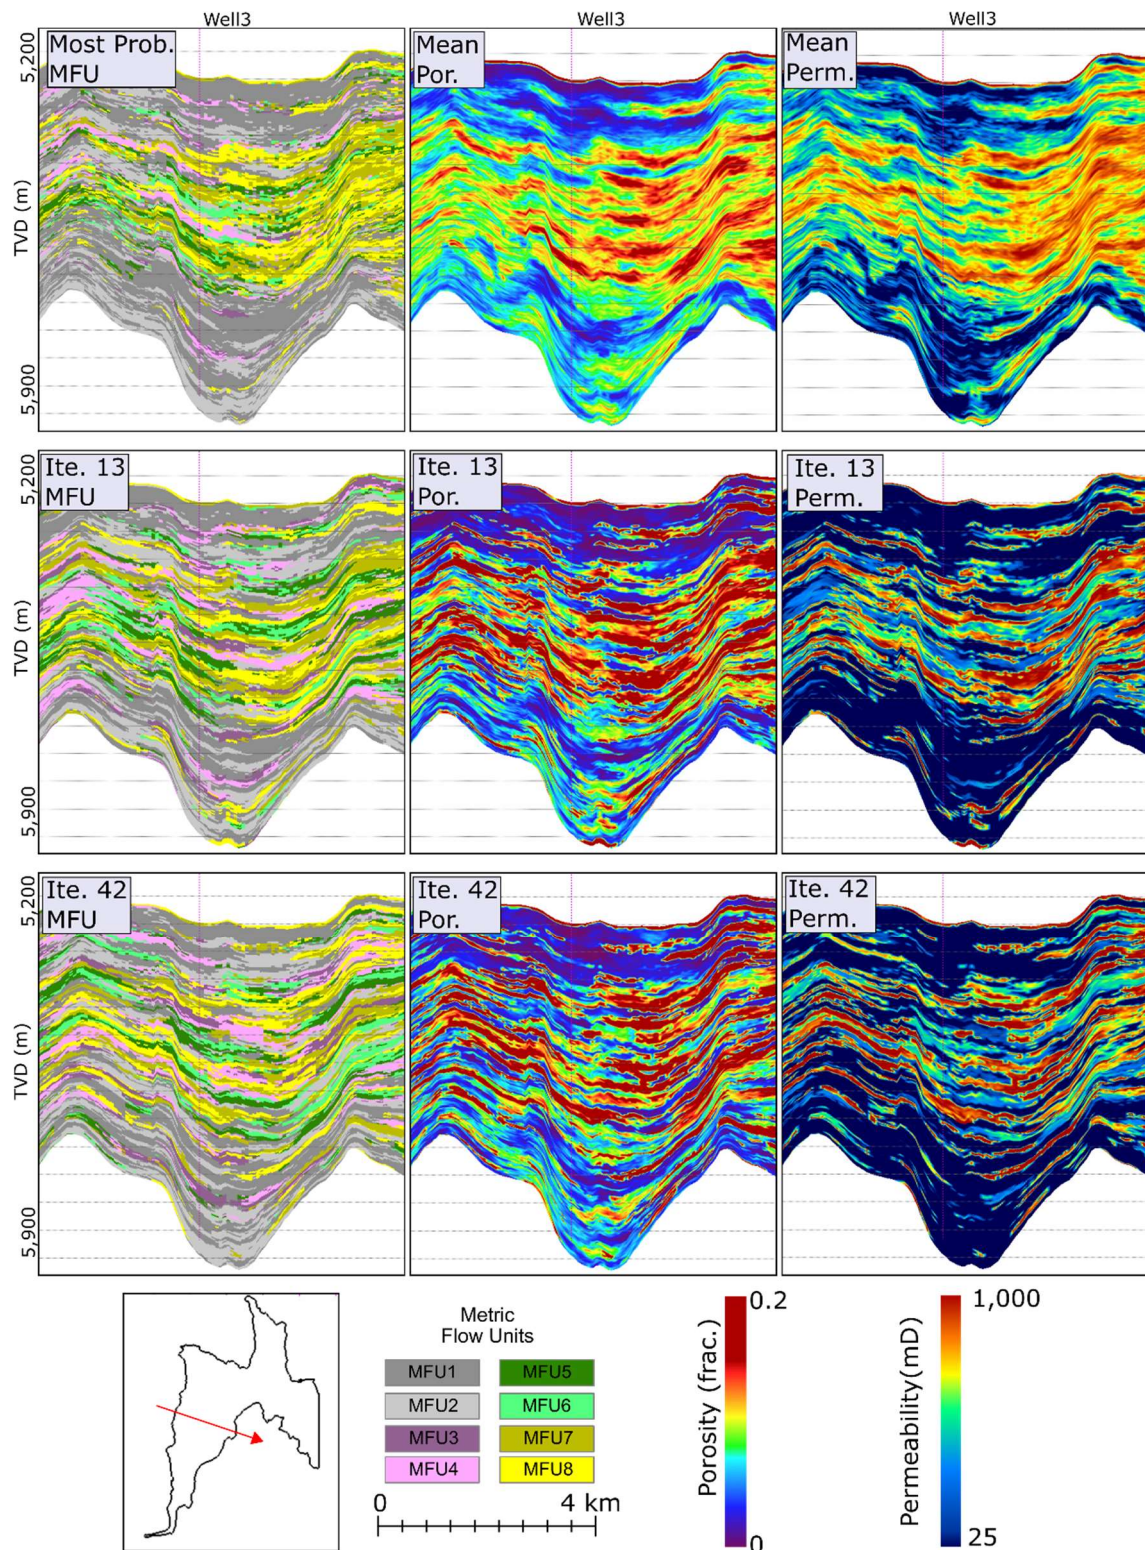 Well3
Well3
Well3
Most Prob.
MFU
Mean
Por.
Mean
Perm.
5,200
TVD (m)
5,900
Ite. 13
MFU
Ite. 13
Por.
Ite. 13
Perm.
5,200
TVD (m)
5,900
Ite. 42
MFU
Ite. 42
Por.
Ite. 42
Perm.
5,200
TVD (m)
5,900
Metric
Flow Units
MFU1
MFU5
MFU2
MFU6
MFU3
MFU7
MFU4
MFU8
0
4 km
Porosity (frac.)
0.2
0
Permeability(mD)
1,000
25